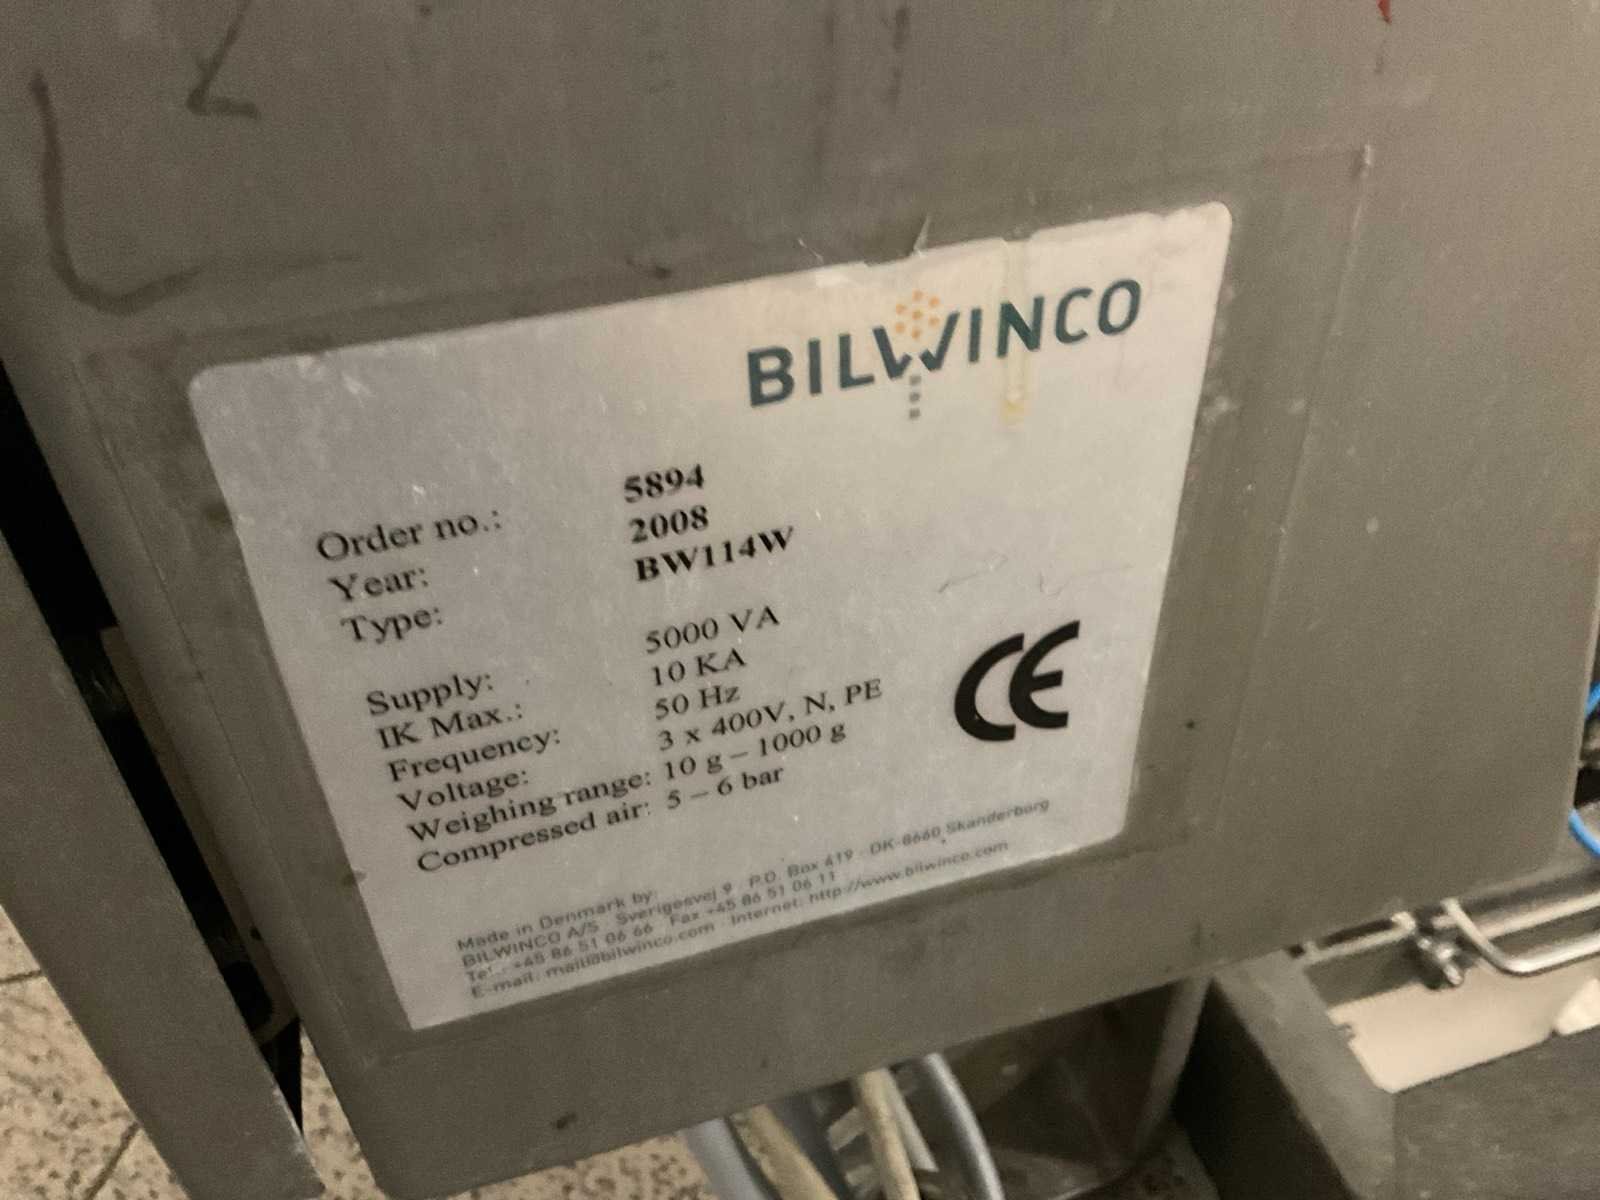 BILWINCO
Order no.: 5894
Year: 2008
Type: BW114W
Supply: 5000 VA
IK Max.: 10 KA
Frequency: 50 Hz
Voltage: 3 x 400V, N, PE
Weighing range: 10 g – 1000 g
Compressed air: 5 – 6 bar
CE
Made in Denmark by:
BILWINCO A/S · Sverigesvej 9 · P.O. Box 419 · DK-8660 Skanderborg
Tel.: +45 86 51 06 66 · Fax +45 86 51 06 11
E-mail: mail@bilwinco.com · Internet: http://www.bilwinco.com